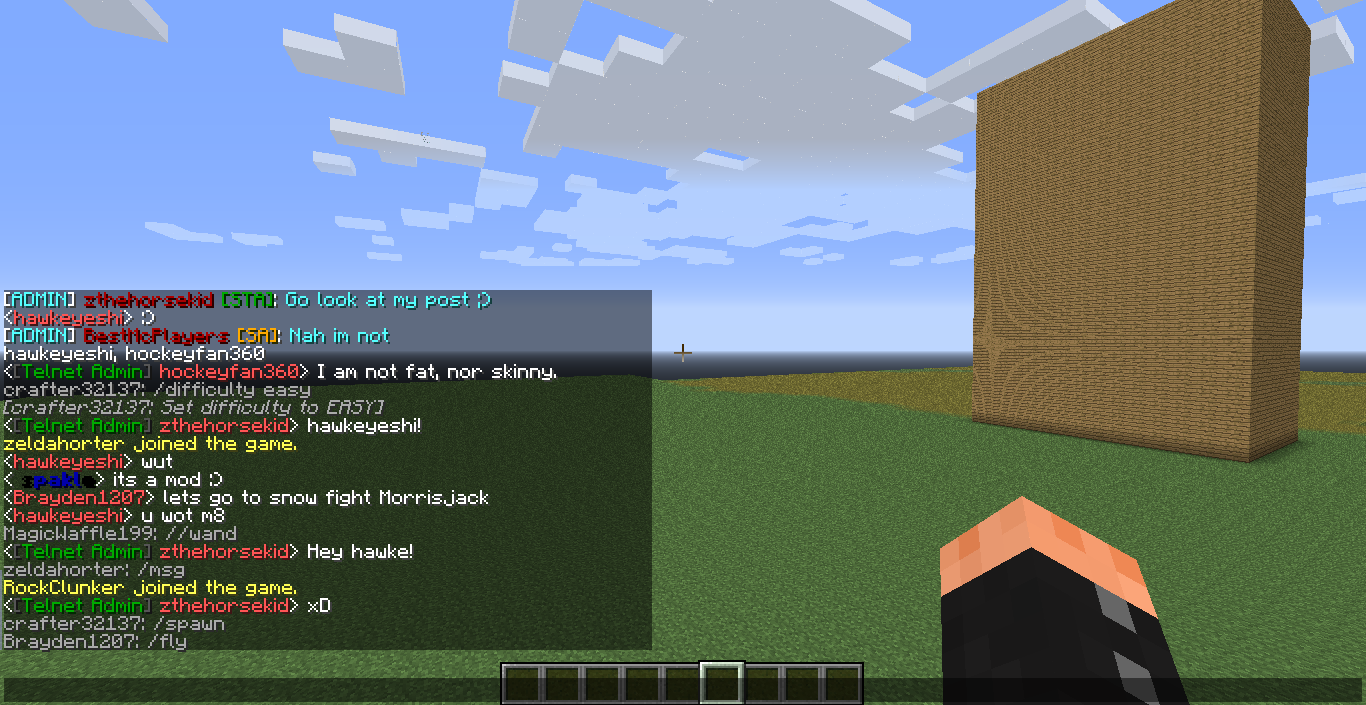 [ADMIN] zthehorsekid [STA]: Go look at my post ;D
<hawkeyeshi> :D
[ADMIN] BestMcPlayers [SA]: Nah im not
hawkeyeshi, hockeyfan360
<[Telnet Admin] hockeyfan360> I am not fat, nor skinny.
crafter32137: /difficulty easy
[crafter32137: Set difficulty to EASY]
<[Telnet Admin] zthehorsekid> hawkeyeshi!
zeldahorter joined the game.
<hawkeyeshi> wut
< spakle> its a mod :)
<Brayden1207> lets go to snow fight Morrisjack
<hawkeyeshi> u wot m8
MagicWaffle199: //wand
<[Telnet Admin] zthehorsekid> Hey hawke!
zeldahorter: /msg
RockClunker joined the game.
<[Telnet Admin] zthehorsekid> xD
crafter32137: /spawn
Brayden1207: /fly